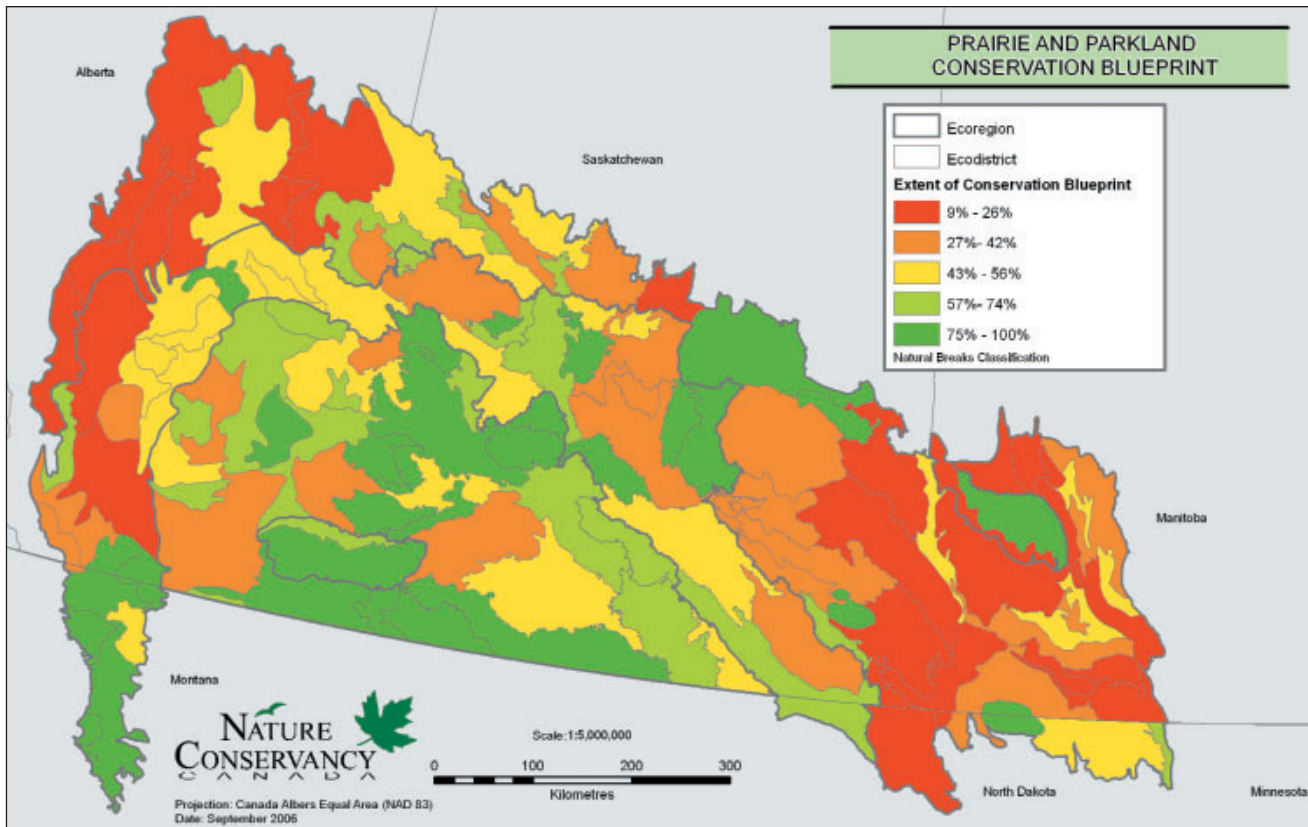 PRAIRIE AND PARKLAND
CONSERVATION BLUEPRINT
Alberta
Saskatchewan
Ecoregion
Ecodistrict
Extent of Conservation Blueprint
9% - 26%
27%- 42%
43% - 56%
57%- 74%
75% - 100%
Natural Breaks Classification
Manitoba
Montana
NATURE
CONSERVANCY
CANADA
Scale:1:5,000,000
0 100 200 300
Kilometres
Projection: Canada Albers Equal Area (NAD 83)
Date: September 2006
North Dakota
Minnesota